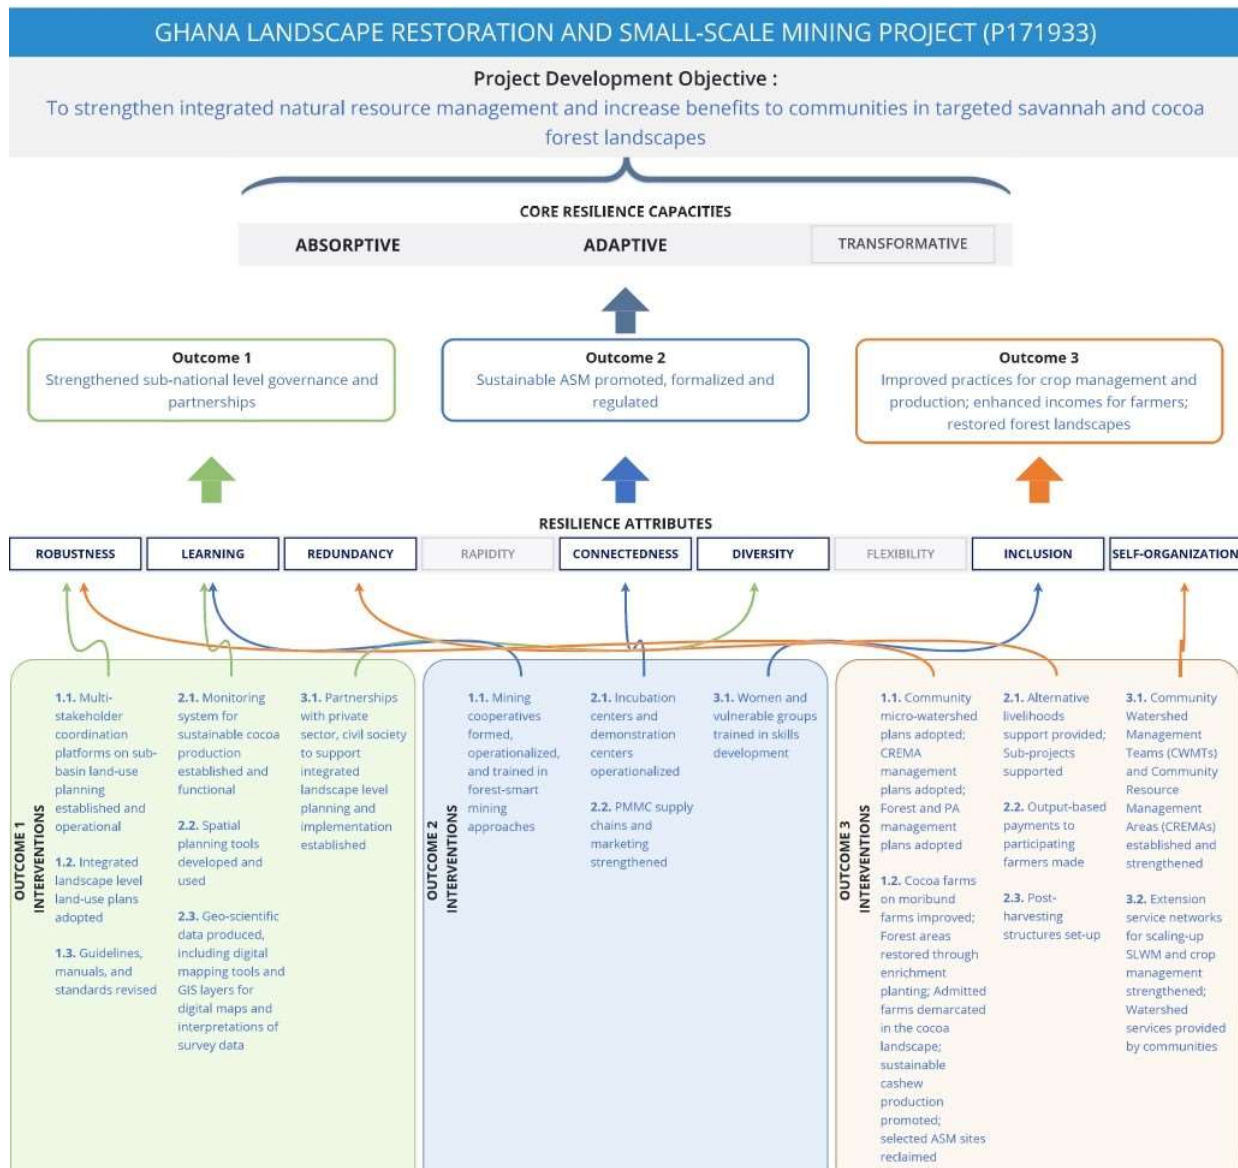 GHANA LANDSCAPE RESTORATION AND SMALL-SCALE MINING PROJECT (P171933)
Project Development Objective :
To strengthen integrated natural resource management and increase benefits to communities in targeted savannah and cocoa
forest landscapes
CORE RESILIENCE CAPACITIES
ABSORPTIVE
ADAPTIVE
TRANSFORMATIVE
Outcome 1
Strengthened sub-national level governance and
partnerships
Outcome 2
Sustainable ASM promoted, formalized and
regulated
Outcome 3
Improved practices for crop management and
production; enhanced incomes for farmers;
restored forest landscapes
RESILIENCE ATTRIBUTES
ROBUSTNESS
LEARNING
REDUNDANCY
RAPIDITY
CONNECTEDNESS
DIVERSITY
FLEXIBILITY
INCLUSION
SELF-ORGANIZATION
OUTCOME 1
INTERVENTIONS
1.1. Multi-
stakeholder
coordination
platforms on sub-
basin land-use
planning
established and
operational
1.2. Integrated
landscape level
land-use plans
adopted
1.3. Guidelines,
manuals, and
standards revised
2.1. Monitoring
system for
sustainable cocoa
production
established and
functional
2.2. Spatial
planning tools
developed and
used
2.3. Geo-scientific
data produced,
including digital
mapping tools and
GIS layers for
digital maps and
interpretations of
survey data
3.1. Partnerships
with private
sector, civil society
to support
integrated
landscape level
planning and
implementation
established
OUTCOME 2
INTERVENTIONS
1.1. Mining
cooperatives
formed,
operationalized,
and trained in
forest-smart
mining
approaches
2.1. Incubation
centers and
demonstration
centers
operationalized
2.2. PMMC supply
chains and
marketing
strengthened
3.1. Women and
vulnerable groups
trained in skills
development
OUTCOME 3
INTERVENTIONS
1.1. Community
micro-watershed
plans adopted;
CREMA
management
plans adopted;
Forest and PA
management
plans adopted
1.2. Cocoa farms
on moribund
farms improved;
Forest areas
restored through
enrichment
planting; Admitted
farms demarcated
in the cocoa
landscape;
sustainable
cashew
production
promoted;
selected ASM sites
reclaimed
2.1. Alternative
livelihoods
support provided;
Sub-projects
supported
2.2. Output-based
payments to
participating
farmers made
2.3. Post-
harvesting
structures set-up
3.1. Community
Watershed
Management
Teams (CWMTs)
and Community
Resource
Management
Areas (CREMAs)
established and
strengthened
3.2. Extension
service networks
for scaling-up
SLWM and crop
management
strengthened;
Watershed
services provided
by communities